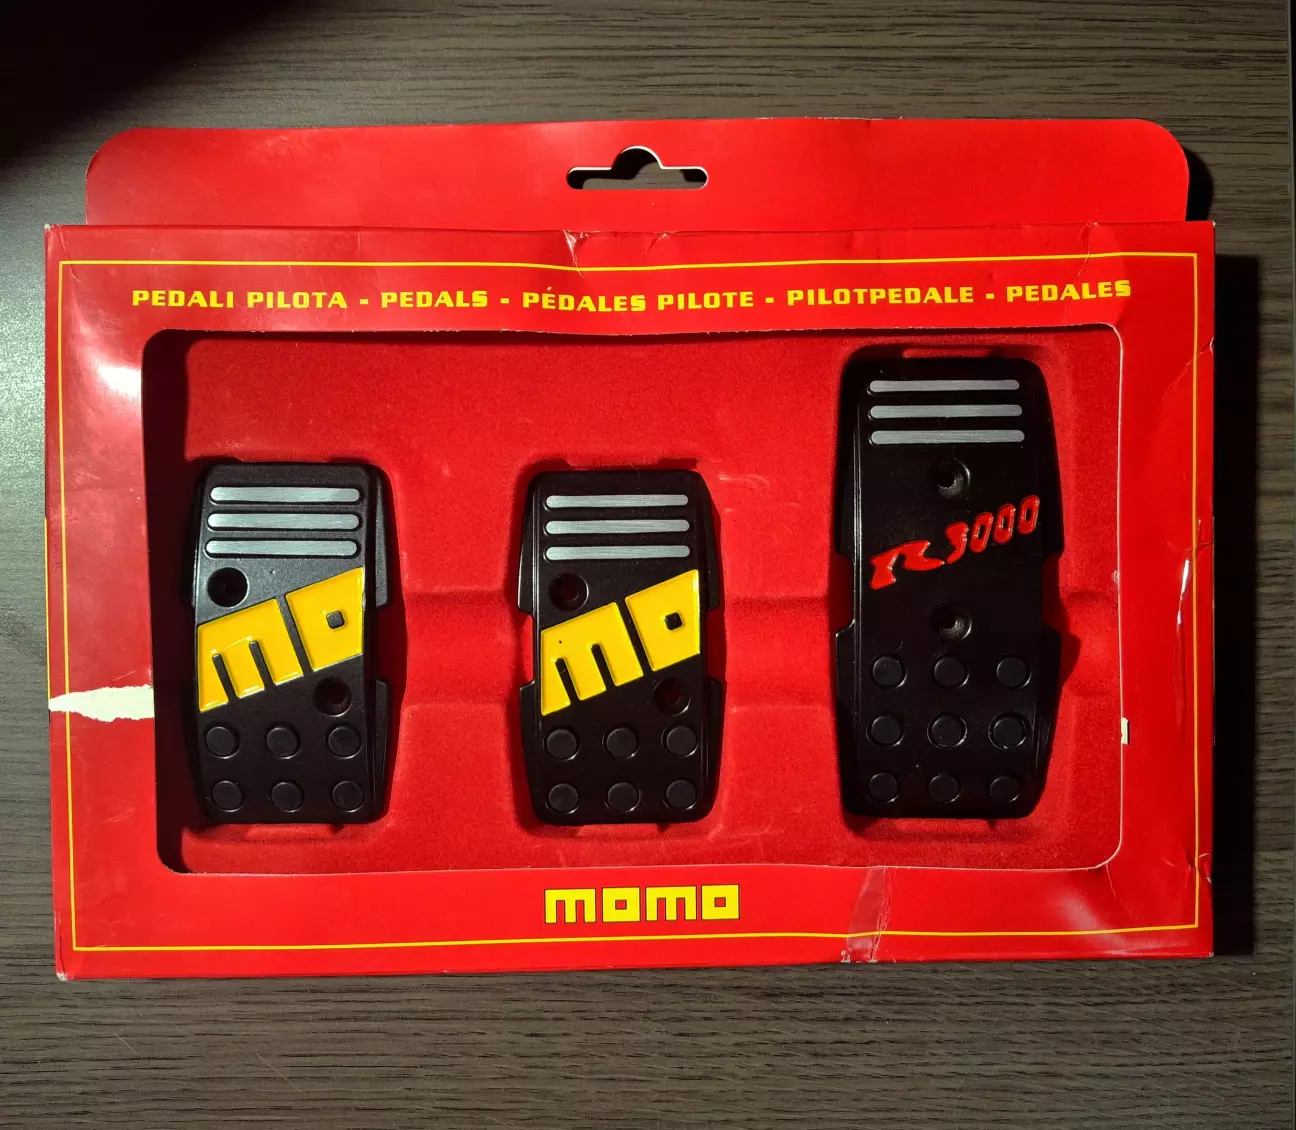 PEDALI PILOTA - PEDALS - PÉDALES PILOTE - PILOTPEDALE - PEDALES
MO
MO
R3000
MOMO